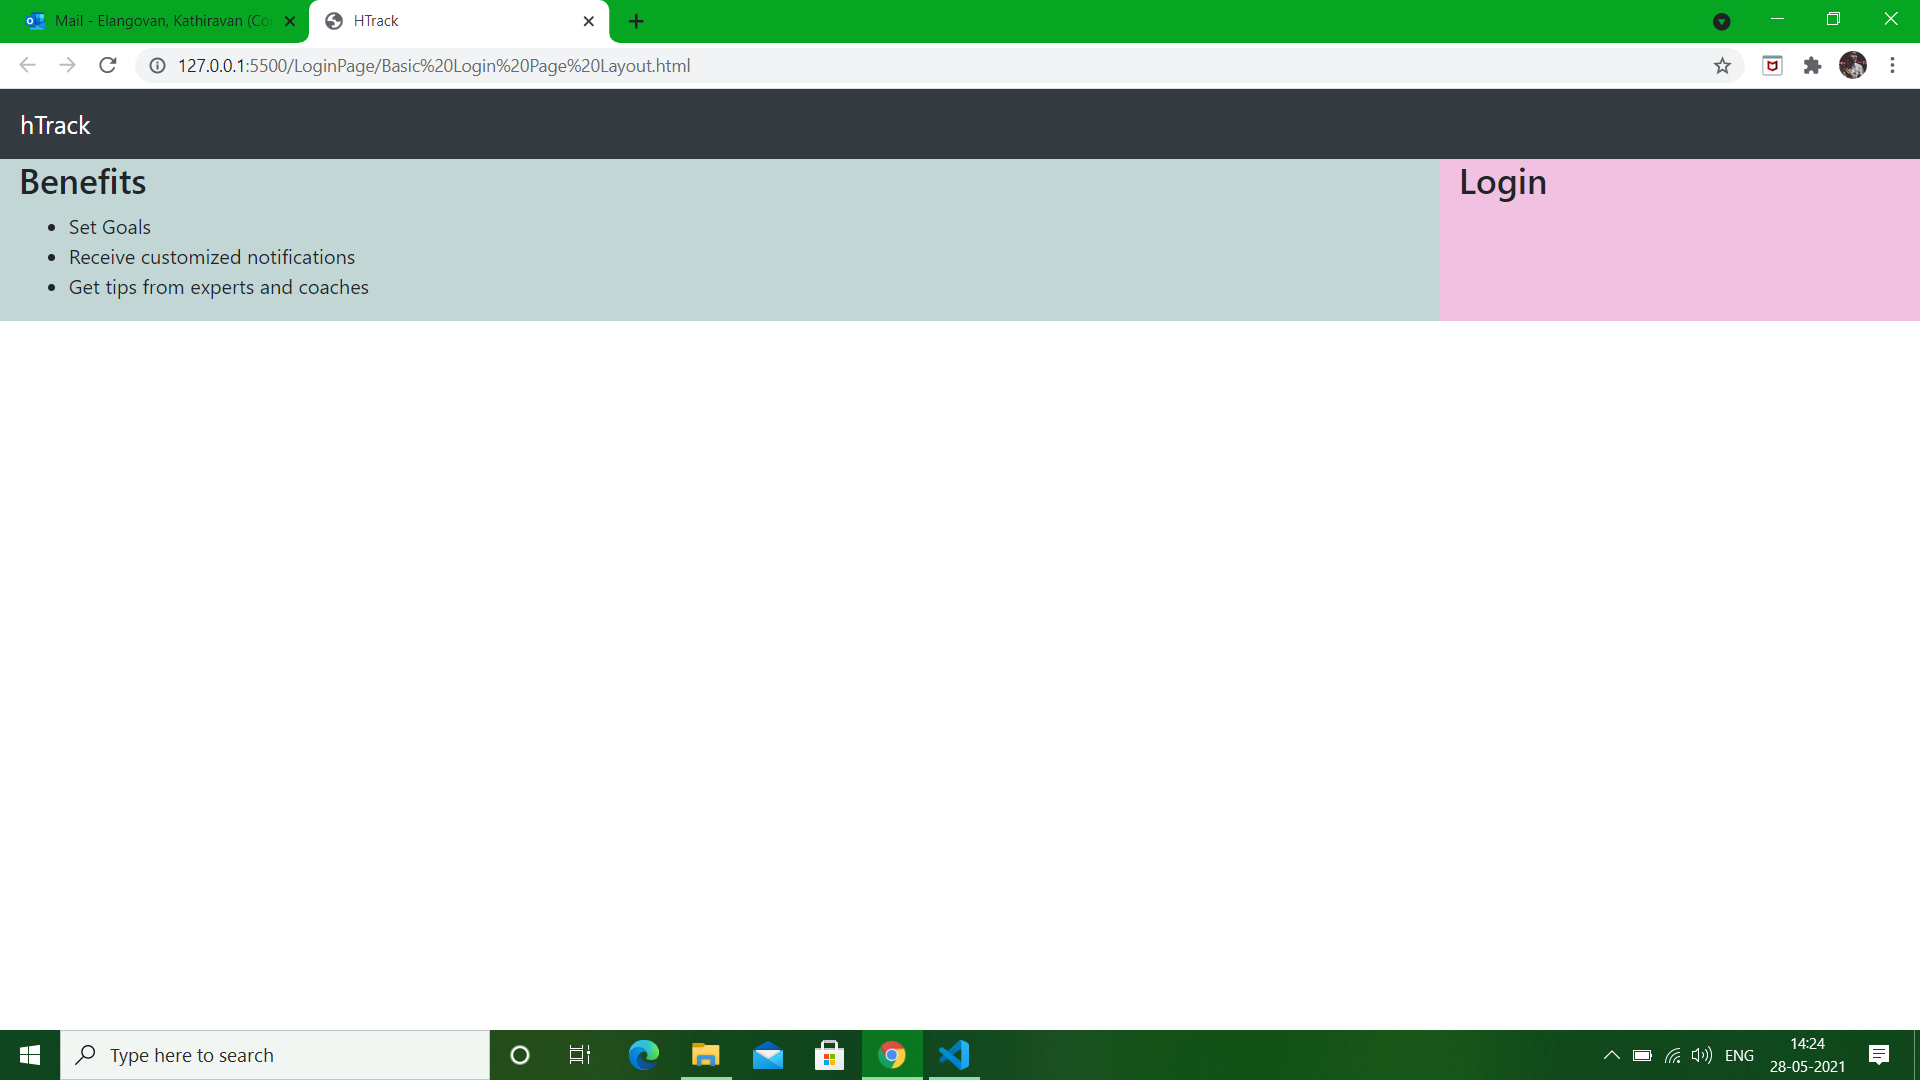 Mail - Elangovan, Kathiravan (Co
HTrack
127.0.0.1:5500/LoginPage/Basic%20Login%20Page%20Layout.html
hTrack
Benefits
Login
Set Goals
Receive customized notifications
Get tips from experts and coaches
Type here to search
ENG
14:24
28-05-2021